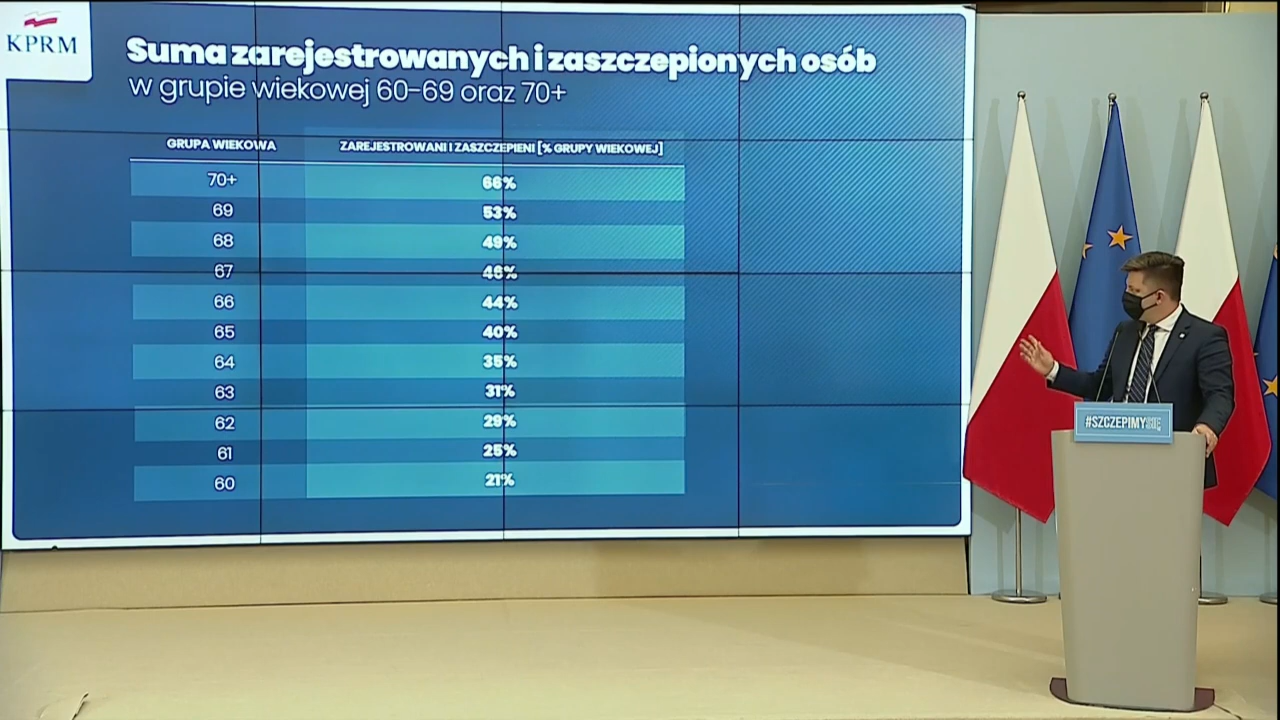 KPRM
Suma zarejestrowanych i zaszczepionych osób
w grupie wiekowej 60-69 oraz 70+
GRUPA WIEKOWA ZAREJESTROWANI I ZASZCZEPIENI [% GRUPY WIEKOWEJ]
70+ 66%
69 53%
68 49%
67 46%
66 44%
65 40%
64 35%
63 31%
62 29%
61 25%
60 21%
#SZCZEPIMYSIĘ